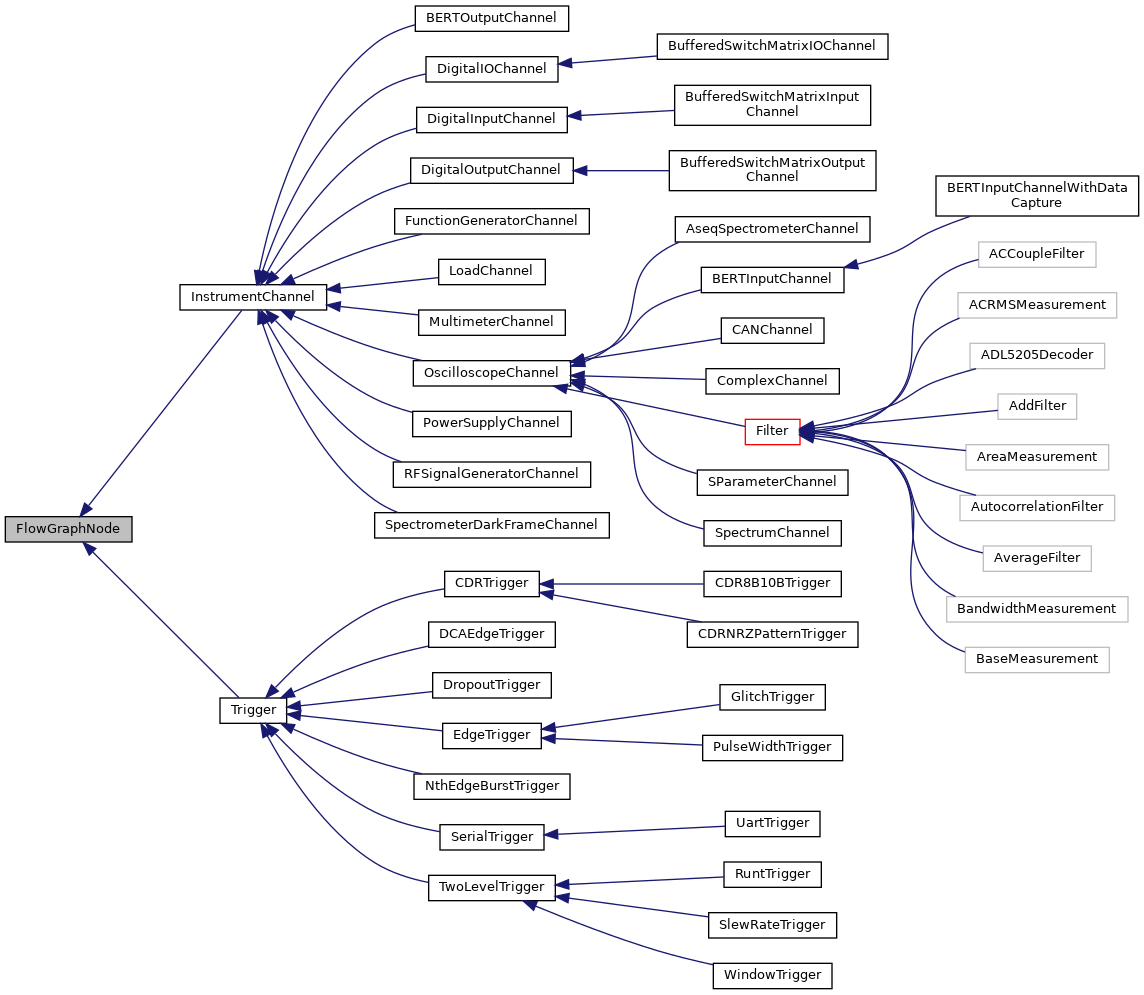 BERTOutputChannel
DigitalIOChannel
BufferedSwitchMatrixIOChannel
DigitalInputChannel
BufferedSwitchMatrixInput
Channel
DigitalOutputChannel
BufferedSwitchMatrixOutput
Channel
FunctionGeneratorChannel
LoadChannel
InstrumentChannel
MultimeterChannel
OscilloscopeChannel
PowerSupplyChannel
RFSignalGeneratorChannel
SpectrometerDarkFrameChannel
AseqSpectrometerChannel
BERTInputChannel
BERTInputChannelWithData
Capture
CANChannel
ComplexChannel
Filter
SParameterChannel
SpectrumChannel
ACCoupleFilter
ACRMSMeasurement
ADL5205Decoder
AddFilter
AreaMeasurement
AutocorrelationFilter
AverageFilter
BandwidthMeasurement
BaseMeasurement
FlowGraphNode
Trigger
CDRTrigger
CDR8B10BTrigger
CDRNRZPatternTrigger
DCAEdgeTrigger
DropoutTrigger
EdgeTrigger
GlitchTrigger
PulseWidthTrigger
NthEdgeBurstTrigger
SerialTrigger
UartTrigger
TwoLevelTrigger
RuntTrigger
SlewRateTrigger
WindowTrigger